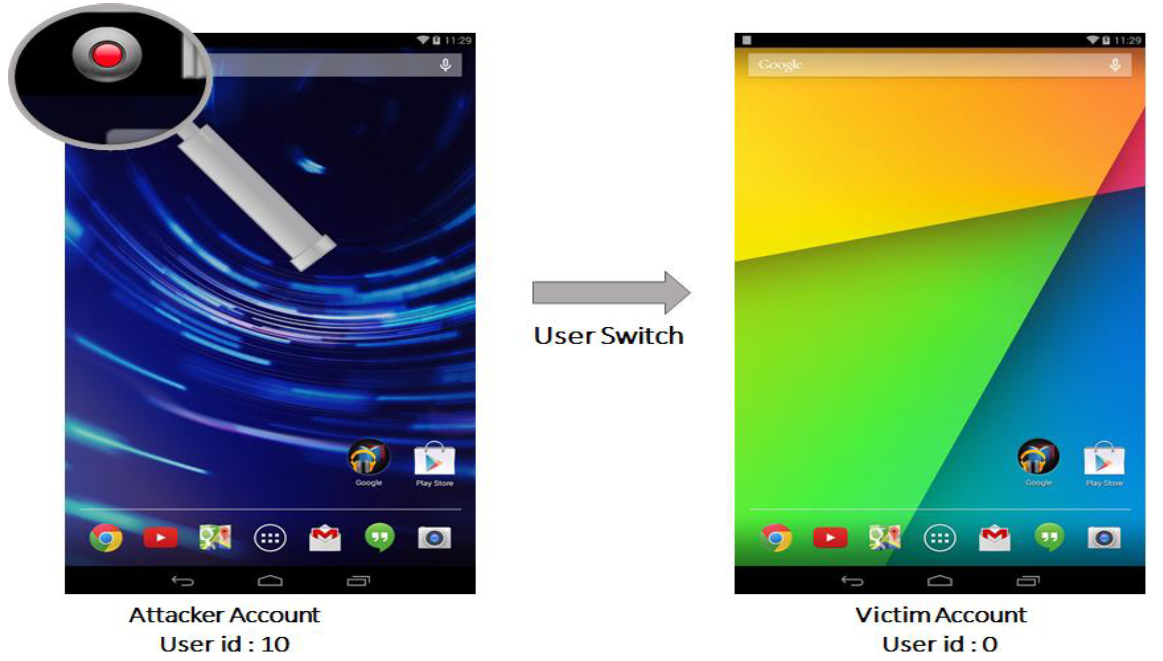 11:29
Google
Play Store
Attacker Account
User id : 10
User Switch
11:29
Google
Google
Play Store
Victim Account
User id : 0